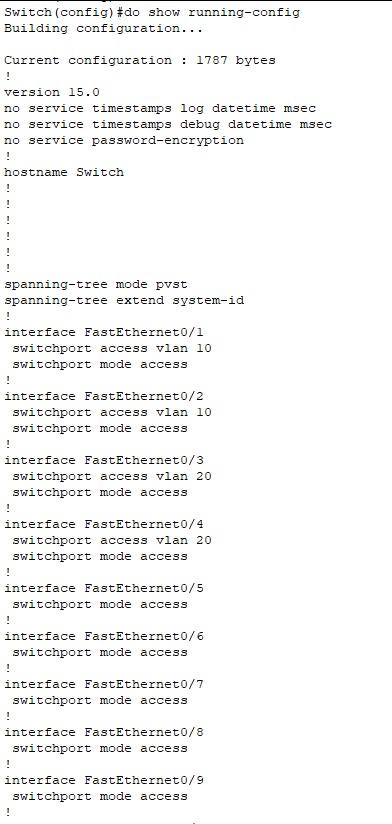 Switch(config)#do show running-config
Building configuration...
Current configuration : 1787 bytes
!
version 15.0
no service timestamps log datetime msec
no service timestamps debug datetime msec
no service password-encryption
!
hostname Switch
!
!
!
!
!
!
spanning-tree mode pvst
spanning-tree extend system-id
!
interface FastEthernet0/1
 switchport access vlan 10
 switchport mode access
!
interface FastEthernet0/2
 switchport access vlan 10
 switchport mode access
!
interface FastEthernet0/3
 switchport access vlan 20
 switchport mode access
!
interface FastEthernet0/4
 switchport access vlan 20
 switchport mode access
!
interface FastEthernet0/5
 switchport mode access
!
interface FastEthernet0/6
 switchport mode access
!
interface FastEthernet0/7
 switchport mode access
!
interface FastEthernet0/8
 switchport mode access
!
interface FastEthernet0/9
 switchport mode access
!